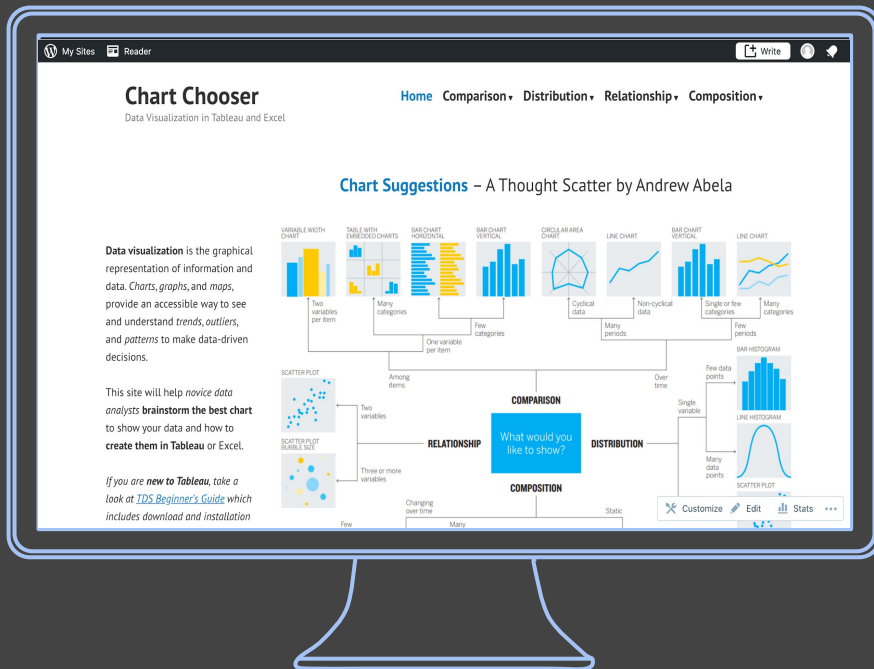 My Sites Reader Write
Chart Chooser
Data Visualization in Tableau and Excel
Home Comparison▾ Distribution▾ Relationship▾ Composition▾
Chart Suggestions – A Thought Scatter by Andrew Abela
Data visualization is the graphical
representation of information and
data. Charts, graphs, and maps,
provide an accessible way to see
and understand trends, outliers,
and patterns to make data-driven
decisions.
This site will help novice data
analysts brainstorm the best chart
to show your data and how to
create them in Tableau or Excel.
If you are new to Tableau, take a
look at TDS Beginner's Guide which
includes download and installation
VARIABLE WIDTH
CHART
TABLE WITH
EMBEDDED CHARTS
BAR CHART
HORIZONTAL
BAR CHART
VERTICAL
CIRCULAR AREA
CHART
LINE CHART
BAR CHART
VERTICAL
LINE CHART
Two
variables
per item
Many
categories
Few
categories
One variable
per item
Among
items
Cyclical
data
Non-cyclical
data
Single or few
categories
Many
categories
Many
periods
Few
periods
Over
time
COMPARISON
What would you
like to show?
RELATIONSHIP
DISTRIBUTION
COMPOSITION
SCATTER PLOT
Two
variables
SCATTER PLOT
BUBBLE SIZE
Three or more
variables
Single
variable
Few data
points
BAR HISTOGRAM
LINE HISTOGRAM
Many
data
points
SCATTER PLOT
Changing
over time
Static
Few
Many
Customize Edit Stats